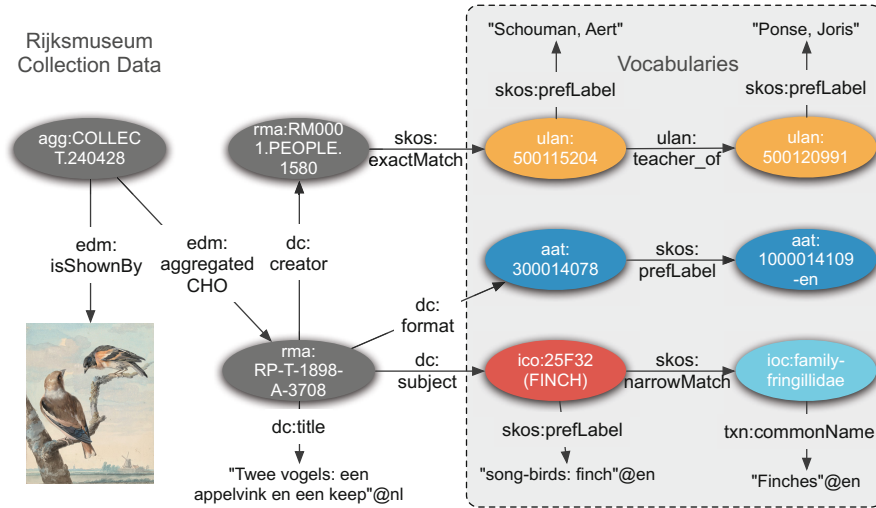 Rijksmuseum
Collection Data
"Schouman, Aert"
"Ponse, Joris"
Vocabularies
skos:prefLabel
skos:prefLabel
agg:COLLEC
T.240428
rma:RM000
1.PEOPLE.
1580
skos:
exactMatch
ulan:
500115204
ulan:
teacher_of
ulan:
500120991
edm:
isShownBy
edm:
aggregated
CHO
dc:
creator
aat:
300014078
skos:
prefLabel
aat:
1000014109
-en
dc:
format
rma:
RP-T-1898-
A-3708
dc:
subject
ico:25F32
(FINCH)
skos:
narrowMatch
ioc:family-
fringillidae
dc:title
skos:prefLabel
txn:commonName
"Twee vogels: een
appelvink en een keep"@nl
"song-birds: finch"@en
"Finches"@en